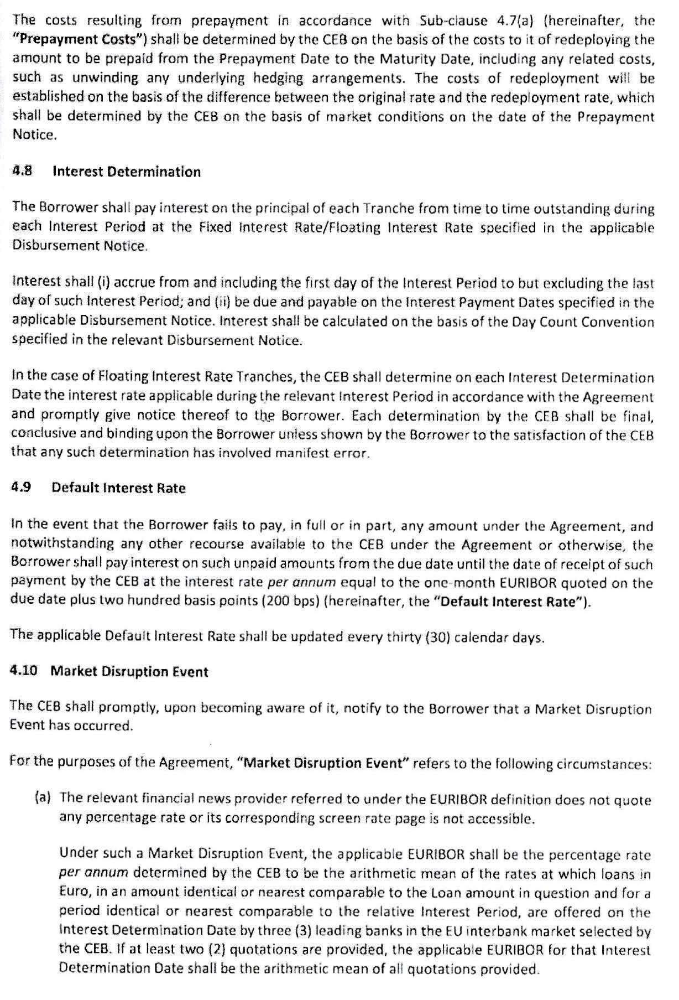 The costs resulting from prepayment in accordance with Sub-clause 4.7(a) (hereinafter, the
"Prepayment Costs") shall be determined by the CEB on the basis of the costs to it of redeploying the
amount to be prepaid from the Prepayment Date to the Maturity Date, including any related costs,
such as unwinding any underlying hedging arrangements. The costs of redeployment will be
established on the basis of the difference between the original rate and the redeployment rate, which
shall be determined by the CEB on the basis of market conditions on the date of the Prepayment
Notice.
4.8 Interest Determination
The Borrower shall pay interest on the principal of each Tranche from time to time outstanding during
each Interest Period at the Fixed Interest Rate/Floating Interest Rate specified in the applicable
Disbursement Notice.
Interest shall (i) accrue from and including the first day of the Interest Period to but excluding the last
day of such Interest Period; and (ii) be due and payable on the Interest Payment Dates specified in the
applicable Disbursement Notice. Interest shall be calculated on the basis of the Day Count Convention
specified in the relevant Disbursement Notice.
In the case of Floating Interest Rate Tranches, the CEB shall determine on each Interest Determination
Date the interest rate applicable during the relevant Interest Period in accordance with the Agreement
and promptly give notice thereof to the Borrower. Each determination by the CEB shall be final,
conclusive and binding upon the Borrower unless shown by the Borrower to the satisfaction of the CEB
that any such determination has involved manifest error.
4.9 Default Interest Rate
In the event that the Borrower fails to pay, in full or in part, any amount under the Agreement, and
notwithstanding any other recourse available to the CEB under the Agreement or otherwise, the
Borrower shall pay interest on such unpaid amounts from the due date until the date of receipt of such
payment by the CEB at the interest rate per annum equal to the one-month EURIBOR quoted on the
due date plus two hundred basis points (200 bps) (hereinafter, the "Default Interest Rate").
The applicable Default Interest Rate shall be updated every thirty (30) calendar days.
4.10 Market Disruption Event
The CEB shall promptly, upon becoming aware of it, notify to the Borrower that a Market Disruption
Event has occurred.
For the purposes of the Agreement, "Market Disruption Event" refers to the following circumstances:
(a) The relevant financial news provider referred to under the EURIBOR definition does not quote
any percentage rate or its corresponding screen rate page is not accessible.
Under such a Market Disruption Event, the applicable EURIBOR shall be the percentage rate
per annum determined by the CEB to be the arithmetic mean of the rates at which loans in
Euro, in an amount identical or nearest comparable to the Loan amount in question and for a
period identical or nearest comparable to the relative Interest Period, are offered on the
Interest Determination Date by three (3) leading banks in the EU interbank market selected by
the CEB. If at least two (2) quotations are provided, the applicable EURIBOR for that Interest
Determination Date shall be the arithmetic mean of all quotations provided.